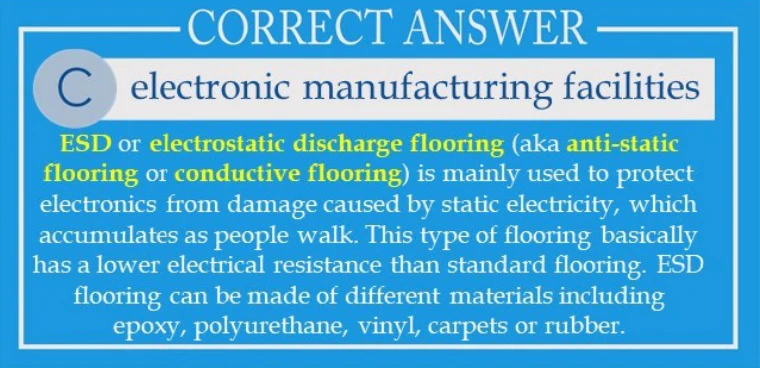 CORRECT ANSWER
C electronic manufacturing facilities
ESD or electrostatic discharge flooring (aka anti-static
flooring or conductive flooring) is mainly used to protect
electronics from damage caused by static electricity, which
accumulates as people walk. This type of flooring basically
has a lower electrical resistance than standard flooring. ESD
flooring can be made of different materials including
epoxy, polyurethane, vinyl, carpets or rubber.